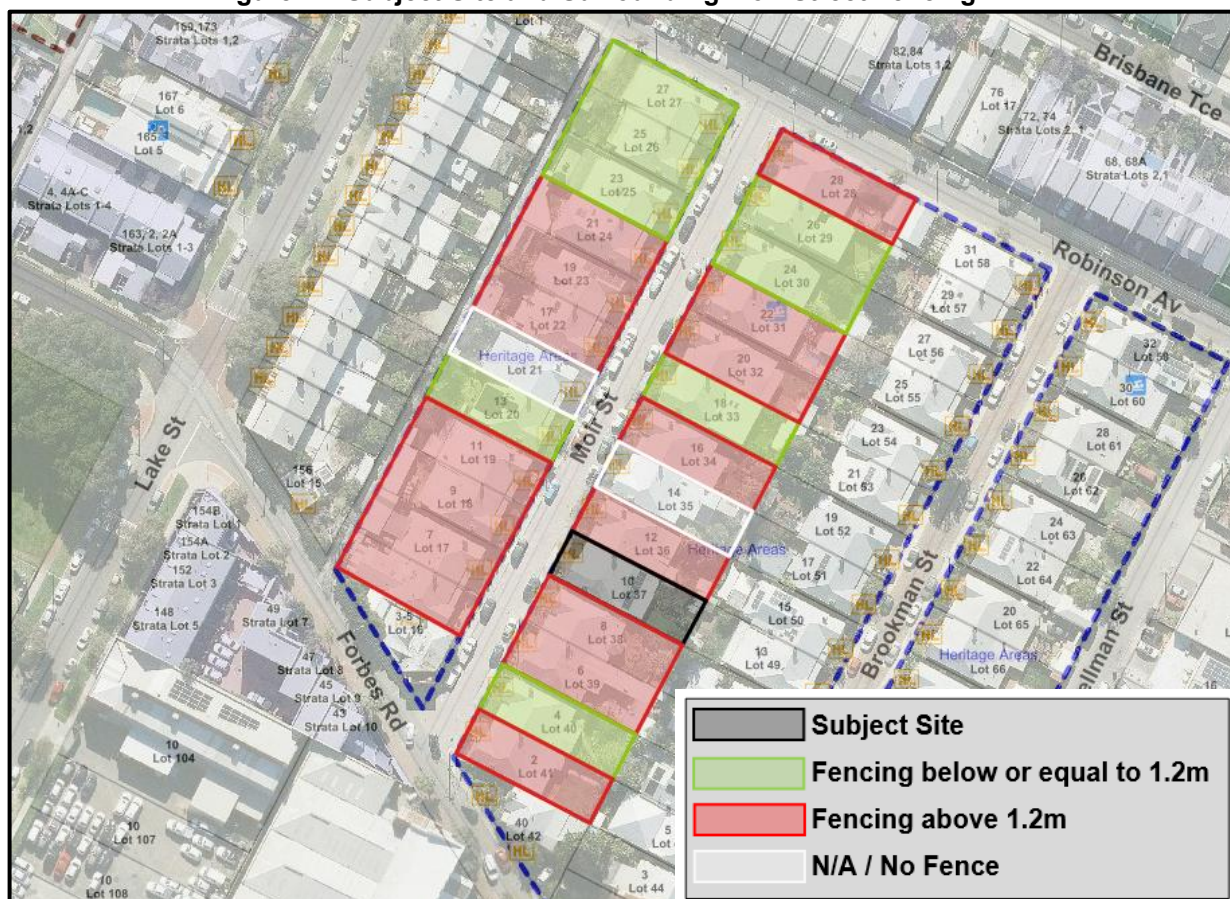 Lot 1
169,173
Strata Lots 1,2
82,84
Strata Lots 1,2
Brisbane Tce
167
Lot 6
165
Lot 5
76
Lot 17
72, 74
Strata Lots 2, 1
68, 68A
Strata Lots 2,1
4, 4A-C
Strata Lots 1-4
163, 2, 2A
Strata Lots 1-3
27
Lot 27
25
Lot 26
23
Lot 25
21
Lot 24
19
Lot 23
17
Lot 22
Heritage Areas
Lot 21
13
Lot 20
11
Lot 19
9
Lot 18
7
Lot 17
3-5
Lot 16
28
Lot 28
26
Lot 29
24
Lot 30
22
Lot 31
20
Lot 32
18
Lot 33
16
Lot 34
14
Lot 35
12
Lot 36
10
Lot 37
8
Lot 38
6
Lot 39
4
Lot 40
2
Lot 41
40
Lot 42
3
Lot 44
Moir St
Robinson Av
31
Lot 58
29
Lot 57
27
Lot 56
25
Lot 55
23
Lot 54
21
Lot 53
19
Lot 52
17
Lot 51
15
Lot 50
13
Lot 49
Heritage Areas
Brookman St
32
Lot 59
30
Lot 60
28
Lot 61
26
Lot 62
24
Lot 63
22
Lot 64
20
Lot 65
Heritage Areas
Lot 66
16
ellman St
Lake St
156
Lot 15
154B
Strata Lot 1
154A
Strata Lot 2
152
Strata Lot 3
148
Strata Lot 5
49
Strata Lot 7
47
Strata Lot 8
45
Strata Lot 9
43
Strata Lot 10
Forbes Rd
10
Lot 104
10
Lot 107
10
Lot 108
HL
Subject Site
Fencing below or equal to 1.2m
Fencing above 1.2m
N/A / No Fence